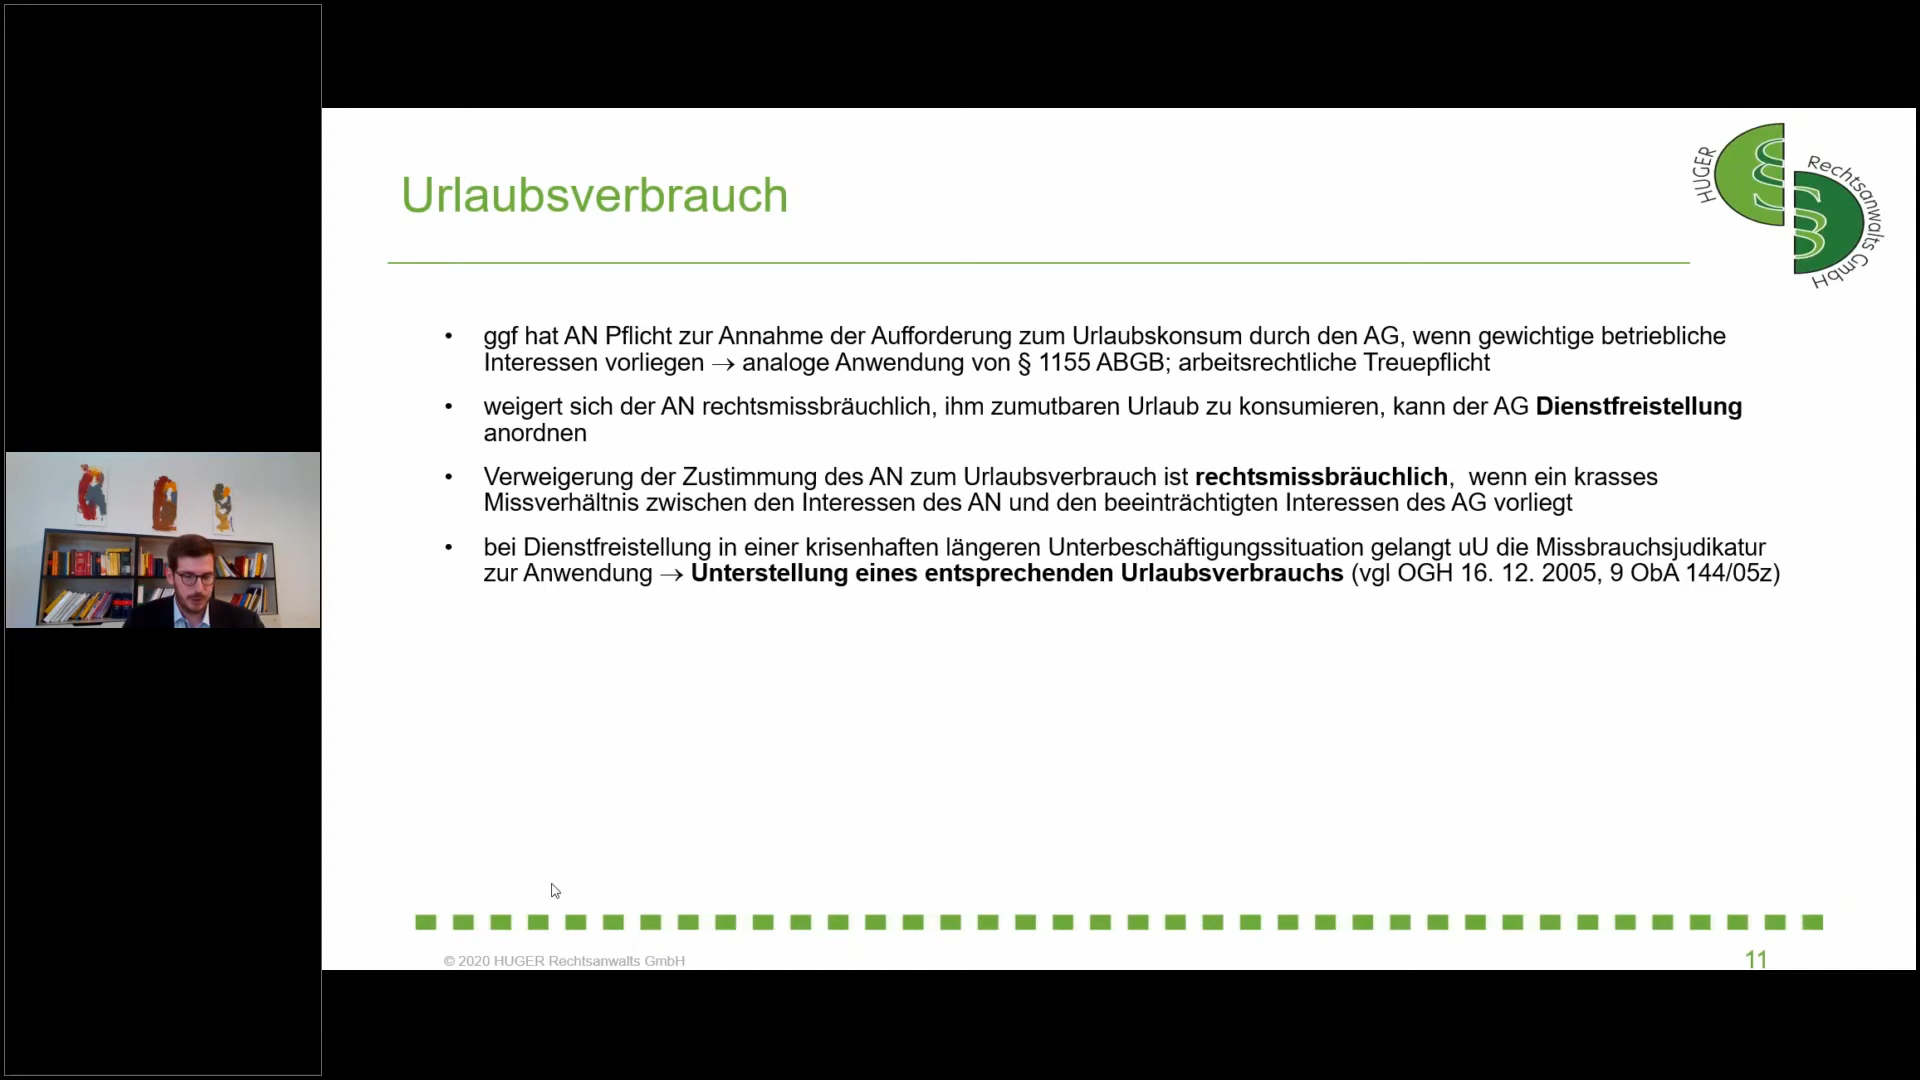 Urlaubsverbrauch
HUGER
Rechtsanwalts GmbH
• ggf hat AN Pflicht zur Annahme der Aufforderung zum Urlaubskonsum durch den AG, wenn gewichtige betriebliche
Interessen vorliegen → analoge Anwendung von § 1155 ABGB; arbeitsrechtliche Treuepflicht
• weigert sich der AN rechtsmissbräuchlich, ihm zumutbaren Urlaub zu konsumieren, kann der AG Dienstfreistellung
anordnen
• Verweigerung der Zustimmung des AN zum Urlaubsverbrauch ist rechtsmissbräuchlich, wenn ein krasses
Missverhältnis zwischen den Interessen des AN und den beeinträchtigten Interessen des AG vorliegt
• bei Dienstfreistellung in einer krisenhaften längeren Unterbeschäftigungssituation gelangt uU die Missbrauchsjudikatur
zur Anwendung → Unterstellung eines entsprechenden Urlaubsverbrauchs (vgl OGH 16. 12. 2005, 9 ObA 144/05z)
© 2020 HUGER Rechtsanwalts GmbH
11